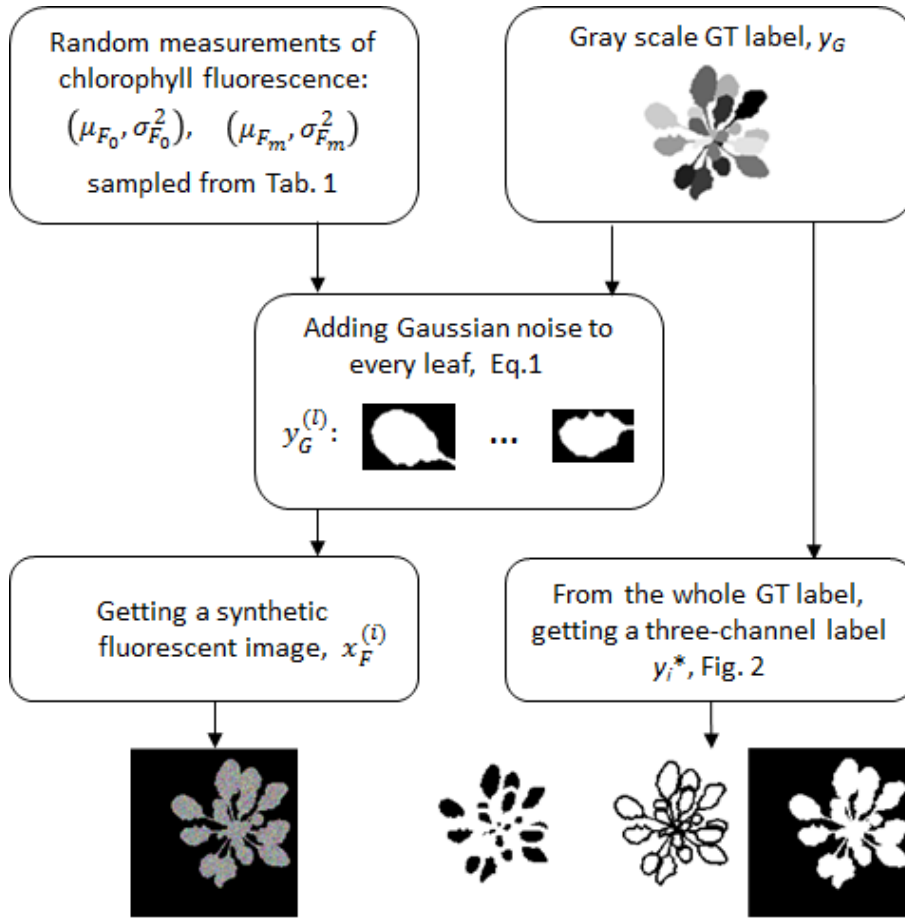 Random measurements of
chlorophyll fluorescence:
(μ_{F_0}, σ²_{F_0}), (μ_{F_m}, σ²_{F_m})
sampled from Tab. 1
Gray scale GT label, y_G
Adding Gaussian noise to
every leaf, Eq.1
y_G^{(l)}: ...
Getting a synthetic
fluorescent image, x_F^{(i)}
From the whole GT label,
getting a three-channel label
y_i*, Fig. 2